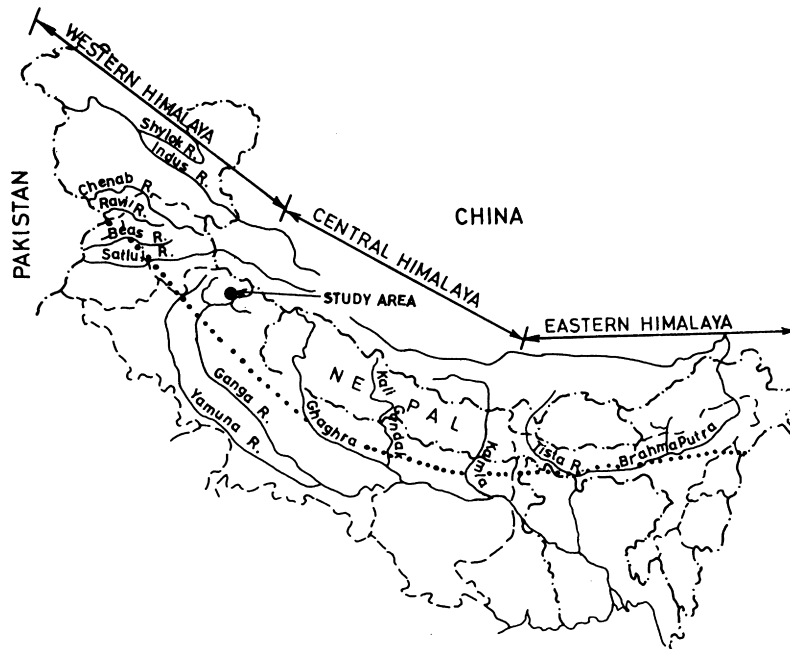 WESTERN HIMALAYA
Shylok R.
Indus R.
Chenab R.
Ravi R.
Beas R.
Satluj R.
PAKISTAN
CENTRAL HIMALAYA
CHINA
STUDY AREA
EASTERN HIMALAYA
NEPAL
Kali Gandak
Ganga R.
Yamuna R.
Ghaghra
Kamla
Tista R.
BrahmaPutra